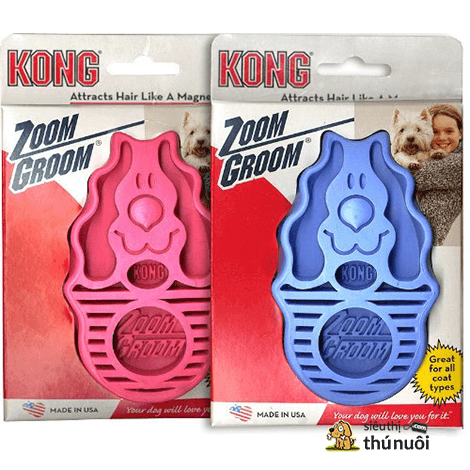 KONG
Attracts Hair Like A Magne
ZOOM
GROOM®
KONG
ZOOM
GROOM
MADE IN USA
Your dog will love you
KONG
Attracts Hair Like A M
ZOOM
GROOM®
KONG
ZOOM
GROOM
Great
for all
coat
types
MADE IN USA
Your dog will love you for it.™
siêuthị.com
thúnuôi